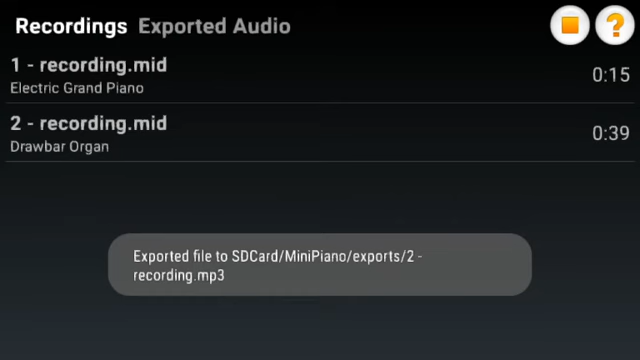 Recordings Exported Audio
?
1 - recording.mid
Electric Grand Piano
0:15
2 - recording.mid
Drawbar Organ
0:39
Exported file to SDCard/MiniPiano/exports/2 -
recording.mp3